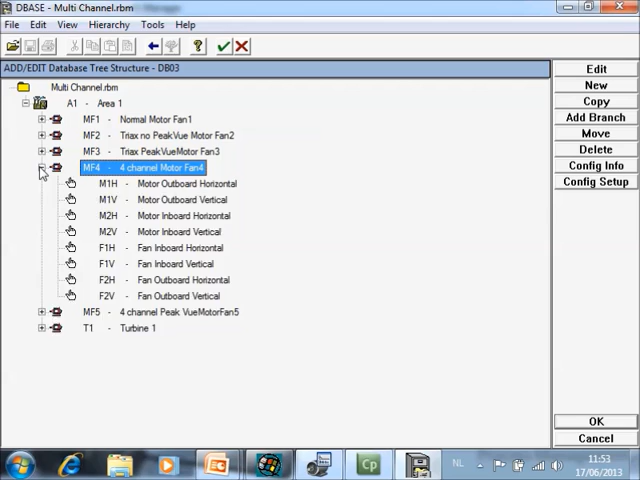 DBASE - Multi Channel.rbm
File Edit View Hierarchy Tools Help
ADD/EDIT Database Tree Structure - DB03
Multi Channel.rbm
A1 - Area 1
MF1 - Normal Motor Fan1
MF2 - Triax no PeakVue Motor Fan2
MF3 - Triax PeakVueMotor Fan3
MF4 - 4 channel Motor Fan4
M1H - Motor Outboard Horizontal
M1V - Motor Outboard Vertical
M2H - Motor Inboard Horizontal
M2V - Motor Inboard Vertical
F1H - Fan Inboard Horizontal
F1V - Fan Inboard Vertical
F2H - Fan Outboard Horizontal
F2V - Fan Outboard Vertical
MF5 - 4 channel Peak VueMotorFan5
T1 - Turbine 1
Edit
New
Copy
Add Branch
Move
Delete
Config Info
Config Setup
OK
Cancel
Cp
NL
11:53
17/06/2013